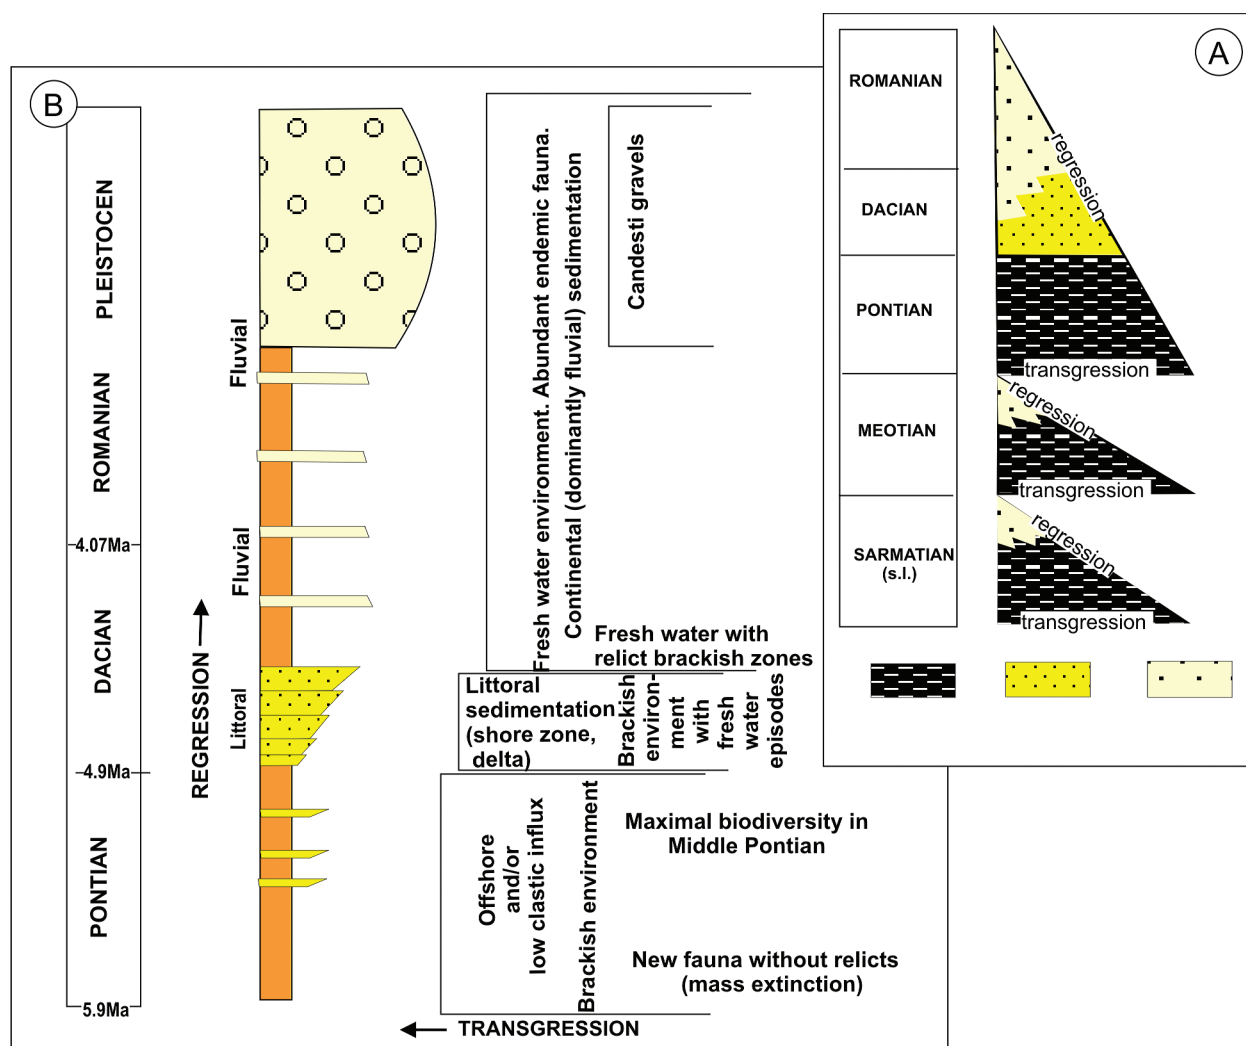 B
PLEISTOCEN
ROMANIAN
4.07Ma
DACIAN
4.9Ma
PONTIAN
5.9Ma
REGRESSION
Fluvial
Fluvial
Littoral
Fresh water environment. Abundant endemic fauna.
Continental (dominantly fluvial) sedimentation
Candesti gravels
Fresh water with
relict brackish zones
Littoral
sedimentation
(shore zone,
delta)
Brackish
environ-
ment
with
fresh
water
episodes
Offshore
and/or
low clastic influx
Brackish environment
Maximal biodiversity in
Middle Pontian
New fauna without relicts
(mass extinction)
TRANSGRESSION
A
ROMANIAN
DACIAN
PONTIAN
MEOTIAN
SARMATIAN
(s.l.)
regression
transgression
regression
transgression
regression
transgression